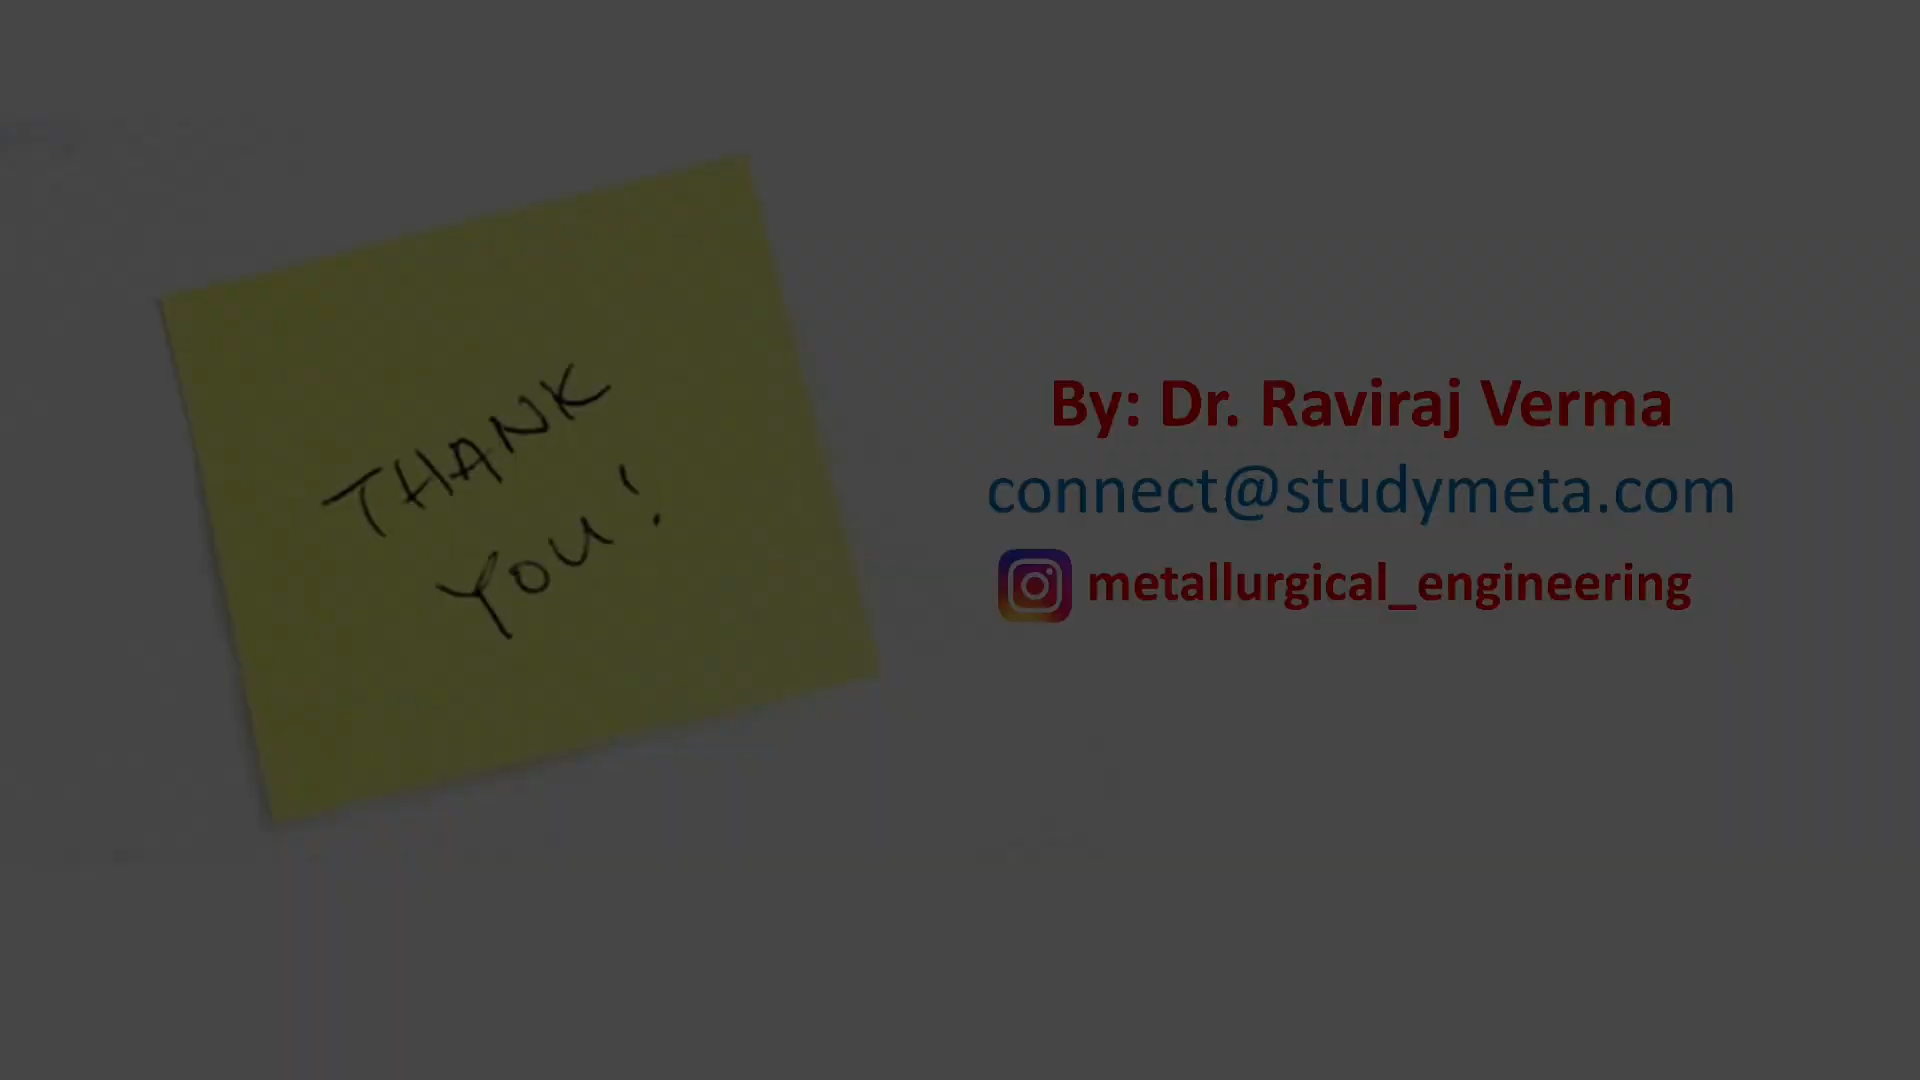 THANK
YOU!
By: Dr. Raviraj Verma
connect@studymeta.com
metallurgical_engineering